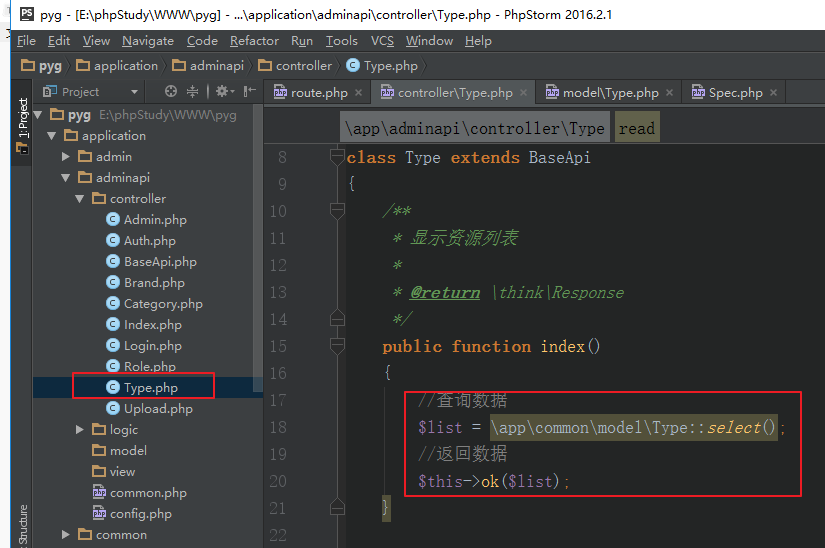 pyg - [E:\phpStudy\WWW\pyg] - ...\application\adminapi\controller\Type.php - PhpStorm 2016.2.1
File Edit View Navigate Code Refactor Run Tools VCS Window Help
pyg application adminapi controller Type.php
Project
route.php controller\Type.php model\Type.php Spec.php
1: Project
pyg E:\phpStudy\WWW\pyg
application
admin
adminapi
controller
Admin.php
Auth.php
BaseApi.php
Brand.php
Category.php
Index.php
Login.php
Role.php
Type.php
Upload.php
logic
model
view
common.php
config.php
common
Structure
\app\adminapi\controller\Type read
8 class Type extends BaseApi
9 {
10 /**
11 * 显示资源列表
12 *
13 * @return \think\Response
14 */
15 public function index()
16 {
17 //查询数据
18 $list = \app\common\model\Type::select();
19 //返回数据
20 $this->ok($list);
21 }
22